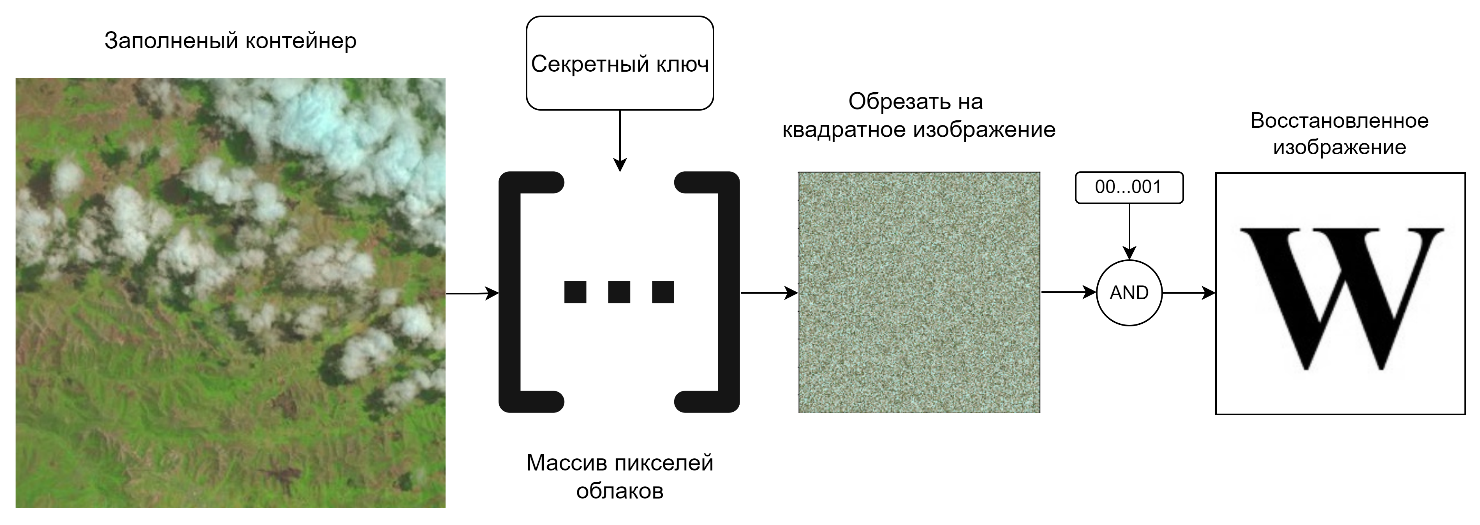 Заполненый контейнер
Секретный ключ
Массив пикселей
облаков
Обрезать на
квадратное изображение
00...001
AND
Восстановленное
изображение
W